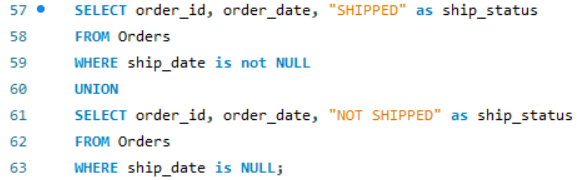 57 SELECT order_id, order_date, "SHIPPED" as ship_status
58 FROM Orders
59 WHERE ship_date is not NULL
60 UNION
61 SELECT order_id, order_date, "NOT SHIPPED" as ship_status
62 FROM Orders
63 WHERE ship_date is NULL;